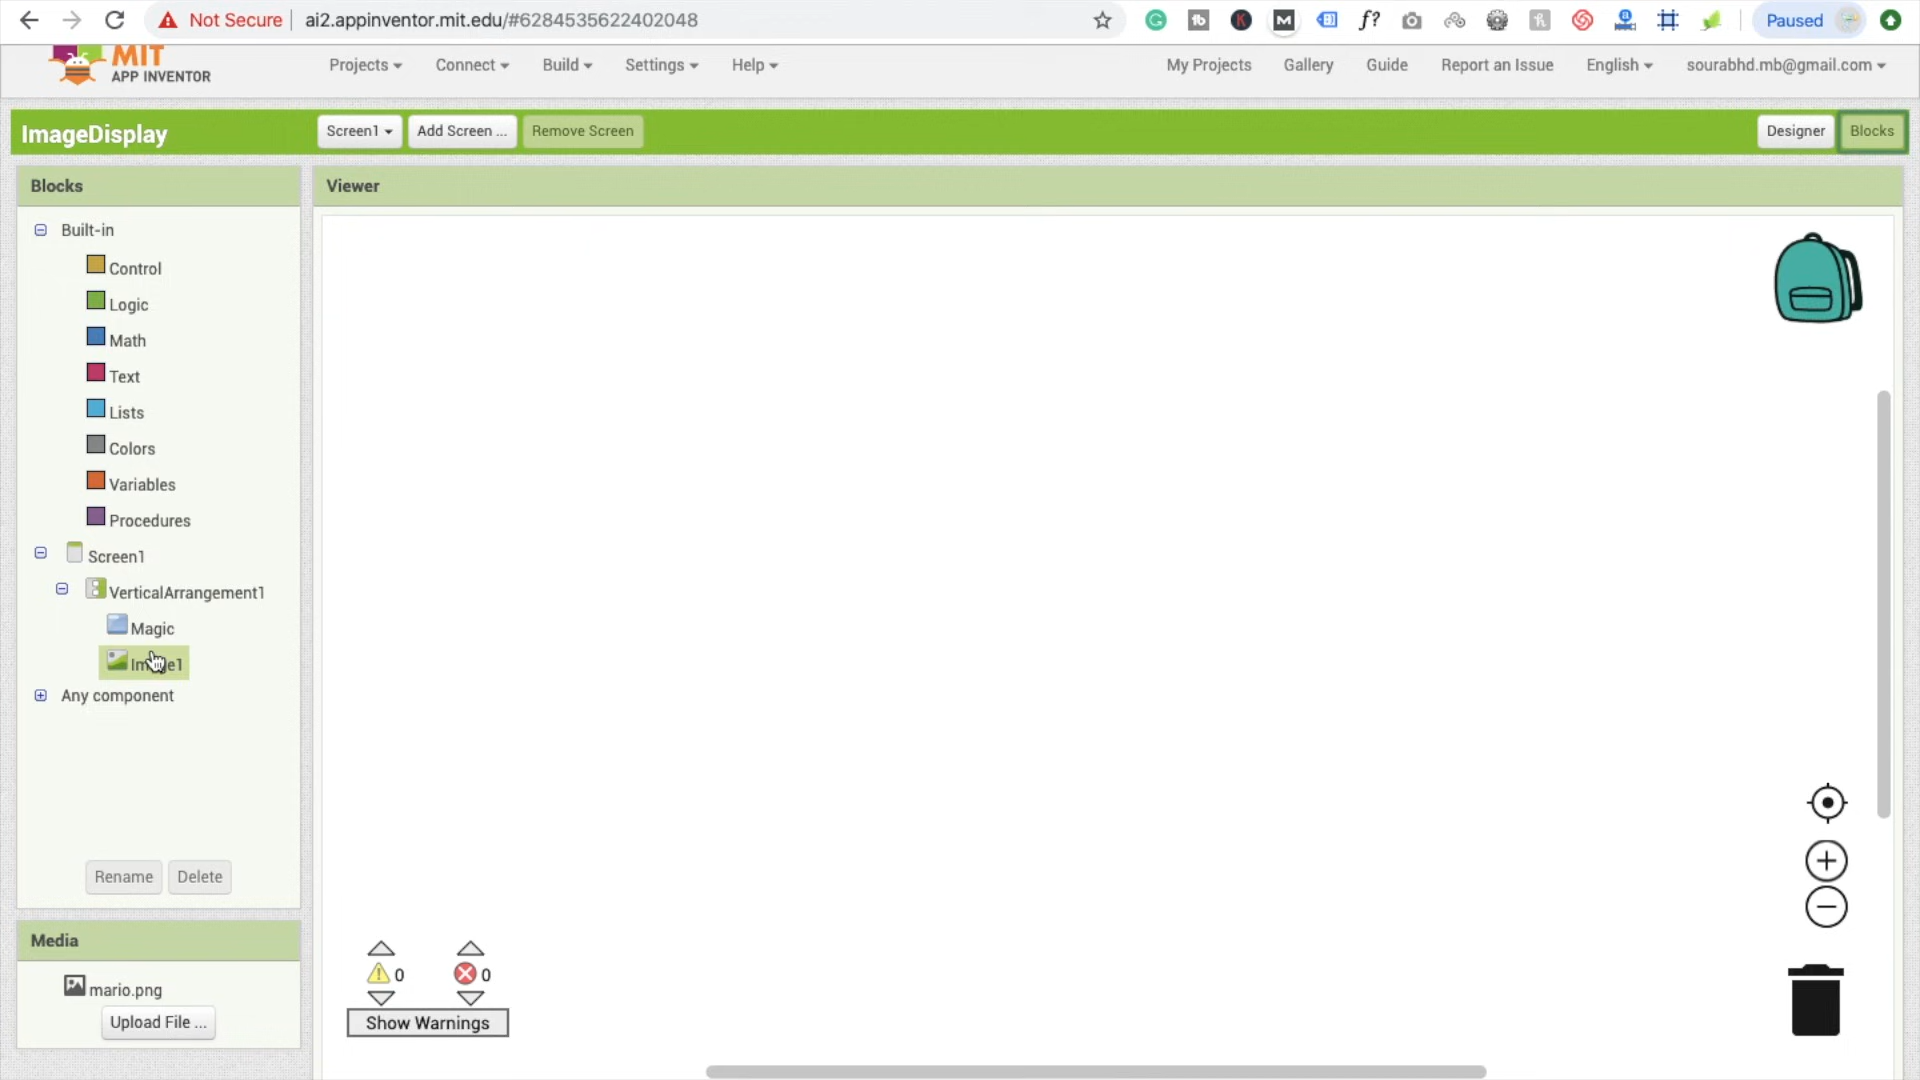 Not Secure
ai2.appinventor.mit.edu/#6284535622402048
Paused
MIT
APP INVENTOR
Projects
Connect
Build
Settings
Help
My Projects
Gallery
Guide
Report an Issue
English
sourabhd.mb@gmail.com
ImageDisplay
Screen1
Add Screen ...
Remove Screen
Designer
Blocks
Blocks
Viewer
Built-in
Control
Logic
Math
Text
Lists
Colors
Variables
Procedures
Screen1
VerticalArrangement1
Magic
Image1
Any component
Rename
Delete
Media
mario.png
Upload File ...
0
0
Show Warnings